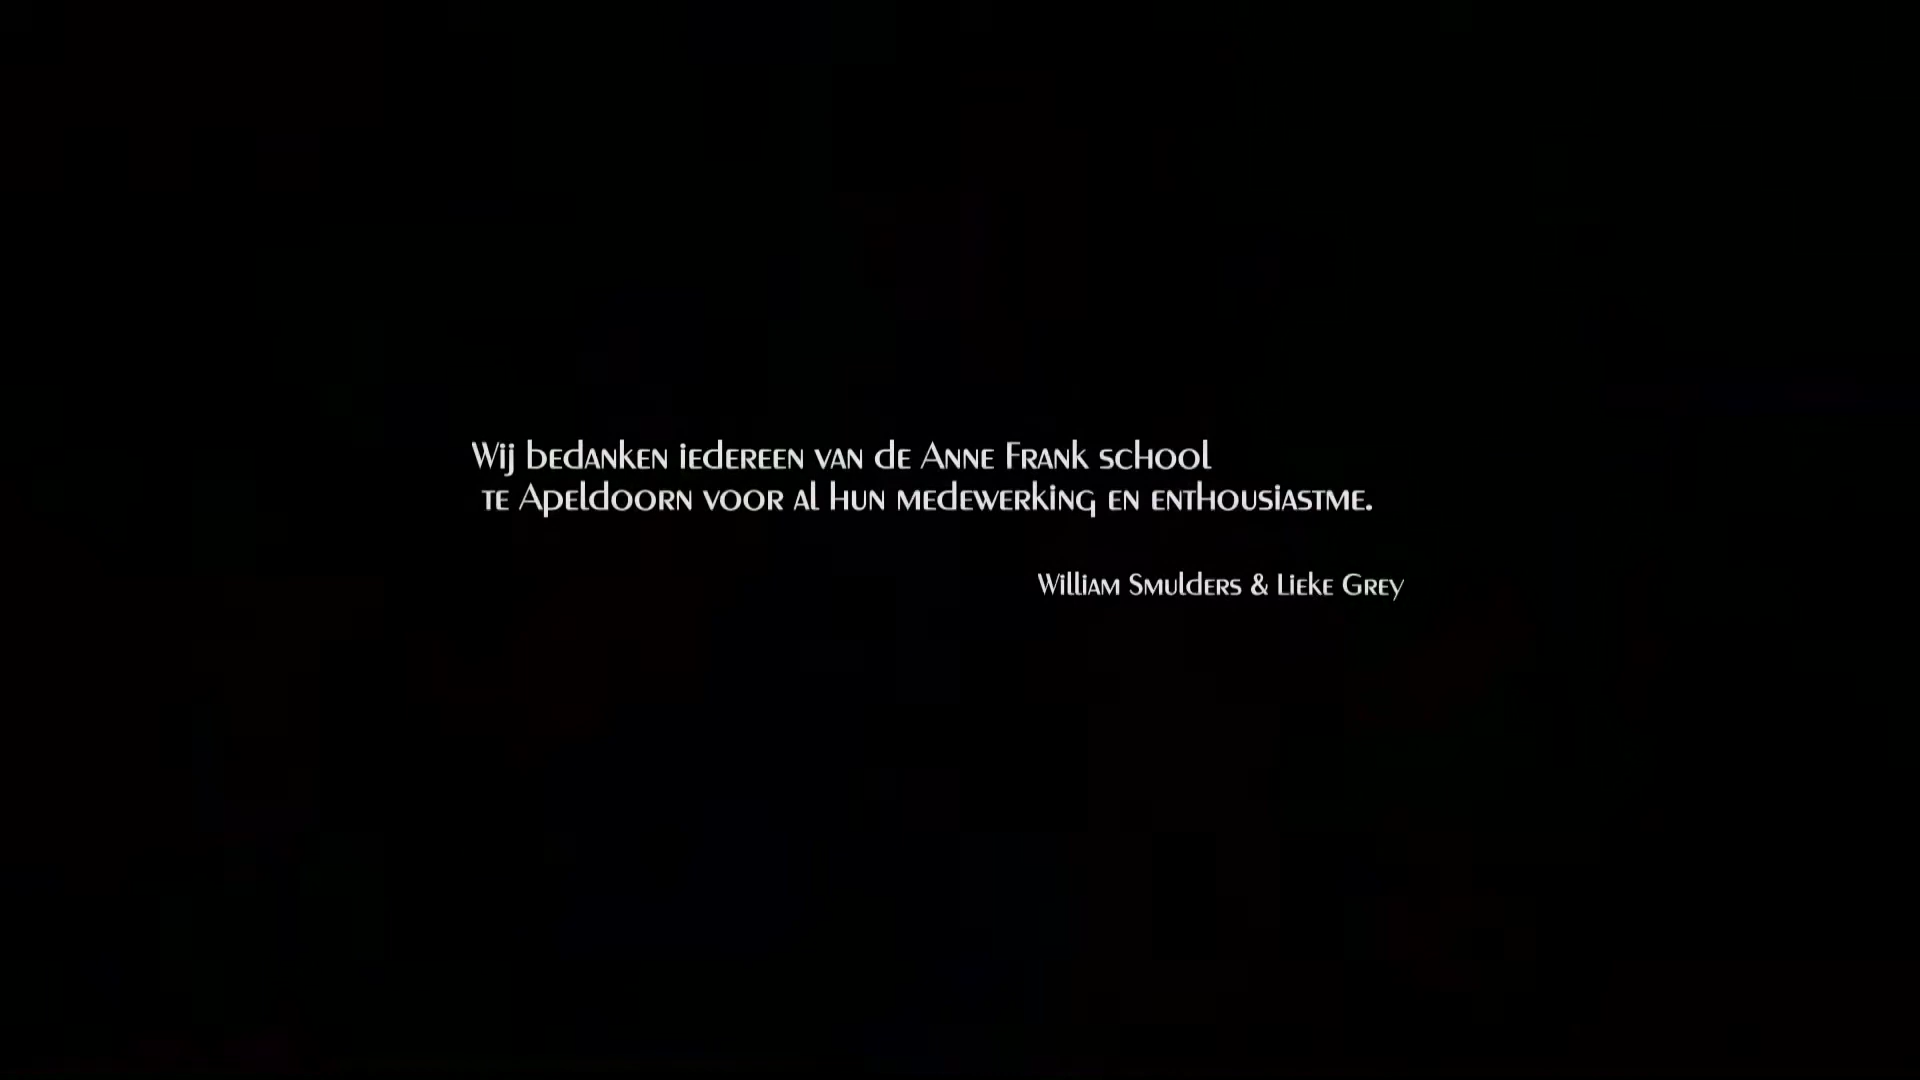 Wij bedanken iedereen van de Anne Frank school
te Apeldoorn voor al hun medewerking en enthousiastme.
William Smulders & Lieke Grey